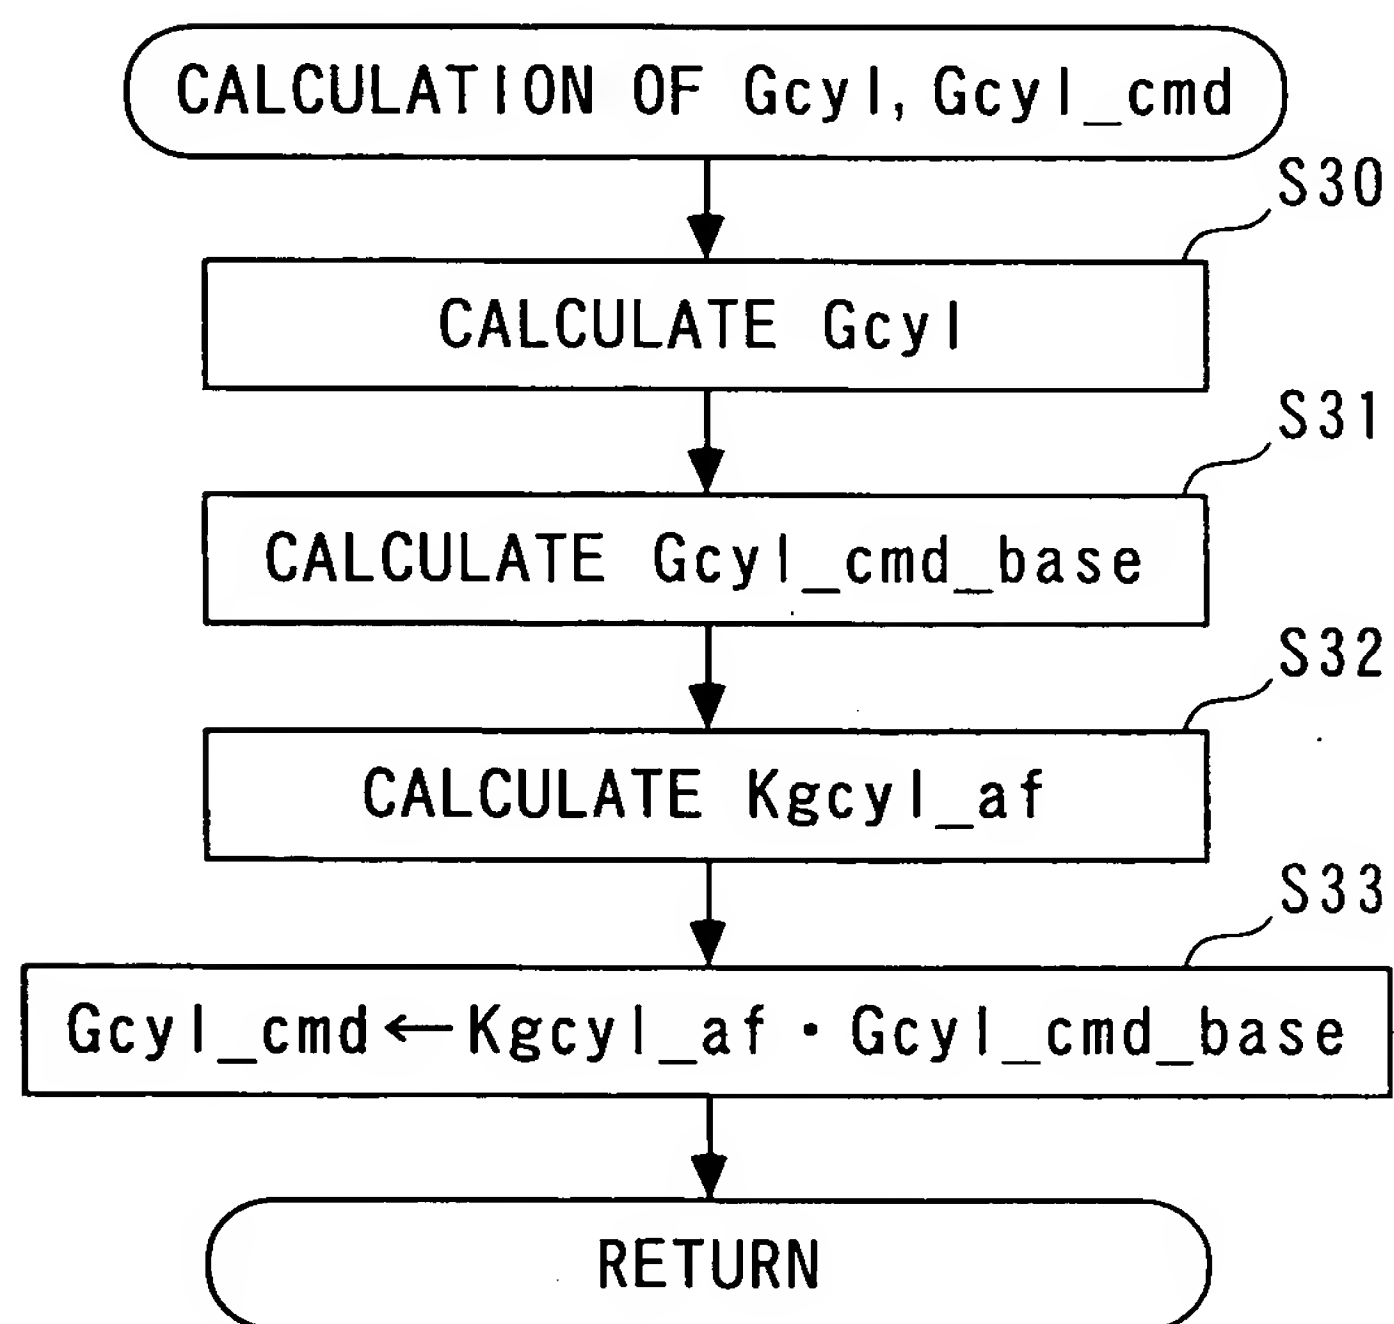 CALCULATION OF Gcyl, Gcyl_cmd
S30
CALCULATE Gcyl
S31
CALCULATE Gcyl_cmd_base
S32
CALCULATE Kgcyl_af
S33
Gcyl_cmd←Kgcyl_af・Gcyl_cmd_base
RETURN